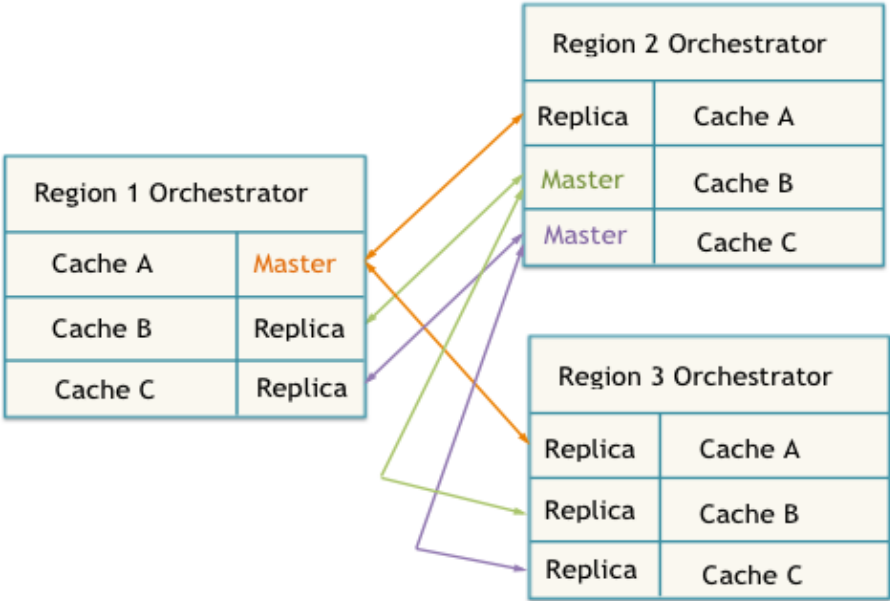 Region 1 Orchestrator
Cache A Master
Cache B Replica
Cache C Replica
Region 2 Orchestrator
Replica Cache A
Master Cache B
Master Cache C
Region 3 Orchestrator
Replica Cache A
Replica Cache B
Replica Cache C